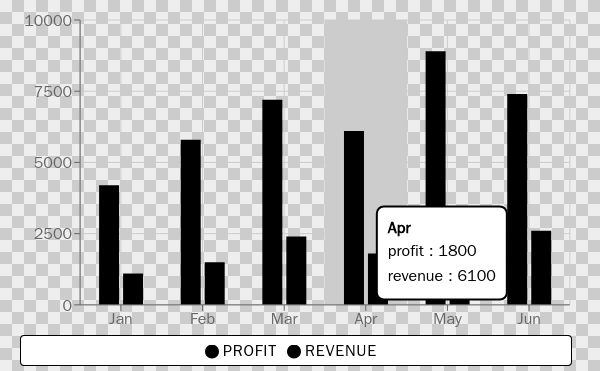 10000
7500
5000
2500
0
Jan Feb Mar Apr May Jun
Apr
profit : 1800
revenue : 6100
PROFIT REVENUE